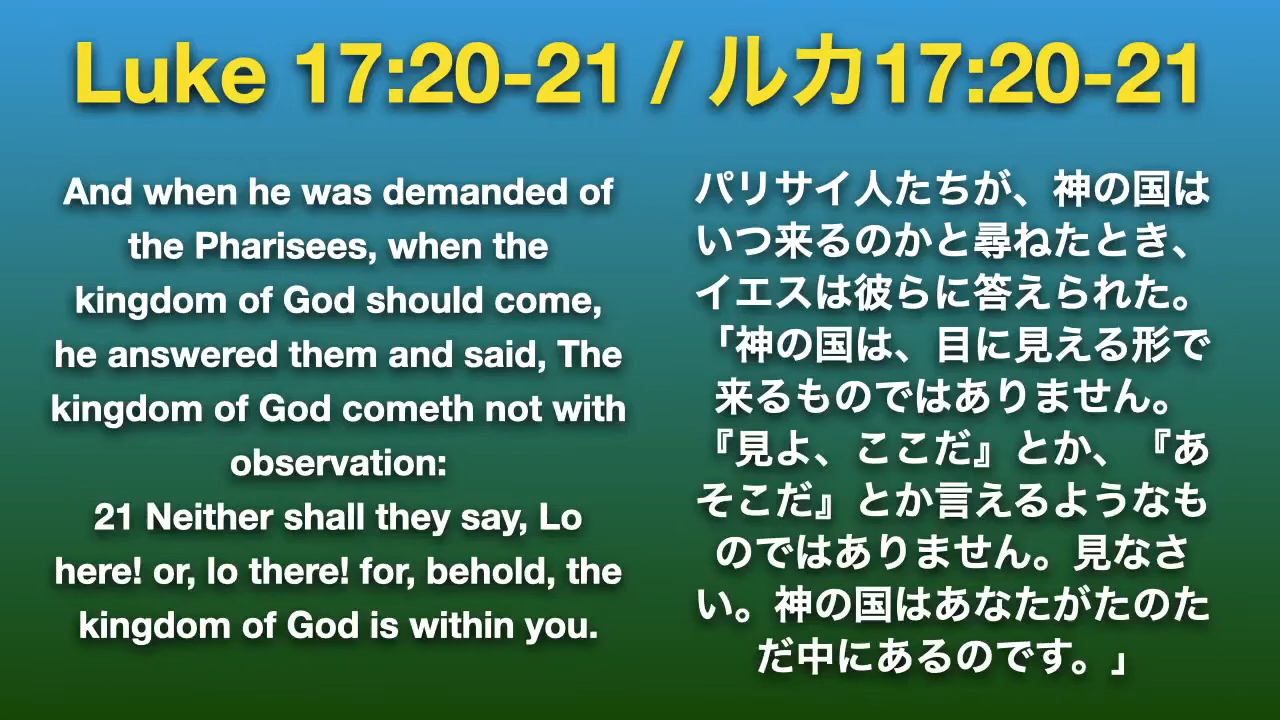 Luke 17:20-21 / ルカ17:20-21
And when he was demanded of
the Pharisees, when the
kingdom of God should come,
he answered them and said, The
kingdom of God cometh not with
observation:
21 Neither shall they say, Lo
here! or, lo there! for, behold, the
kingdom of God is within you.
パリサイ人たちが、神の国は
いつ来るのかと尋ねたとき、
イエスは彼らに答えられた。
「神の国は、目に見える形で
来るものではありません。
『見よ、ここだ』とか、『あ
そこだ』とか言えるようなも
のではありません。見なさ
い。神の国はあなたがたのた
だ中にあるのです。」